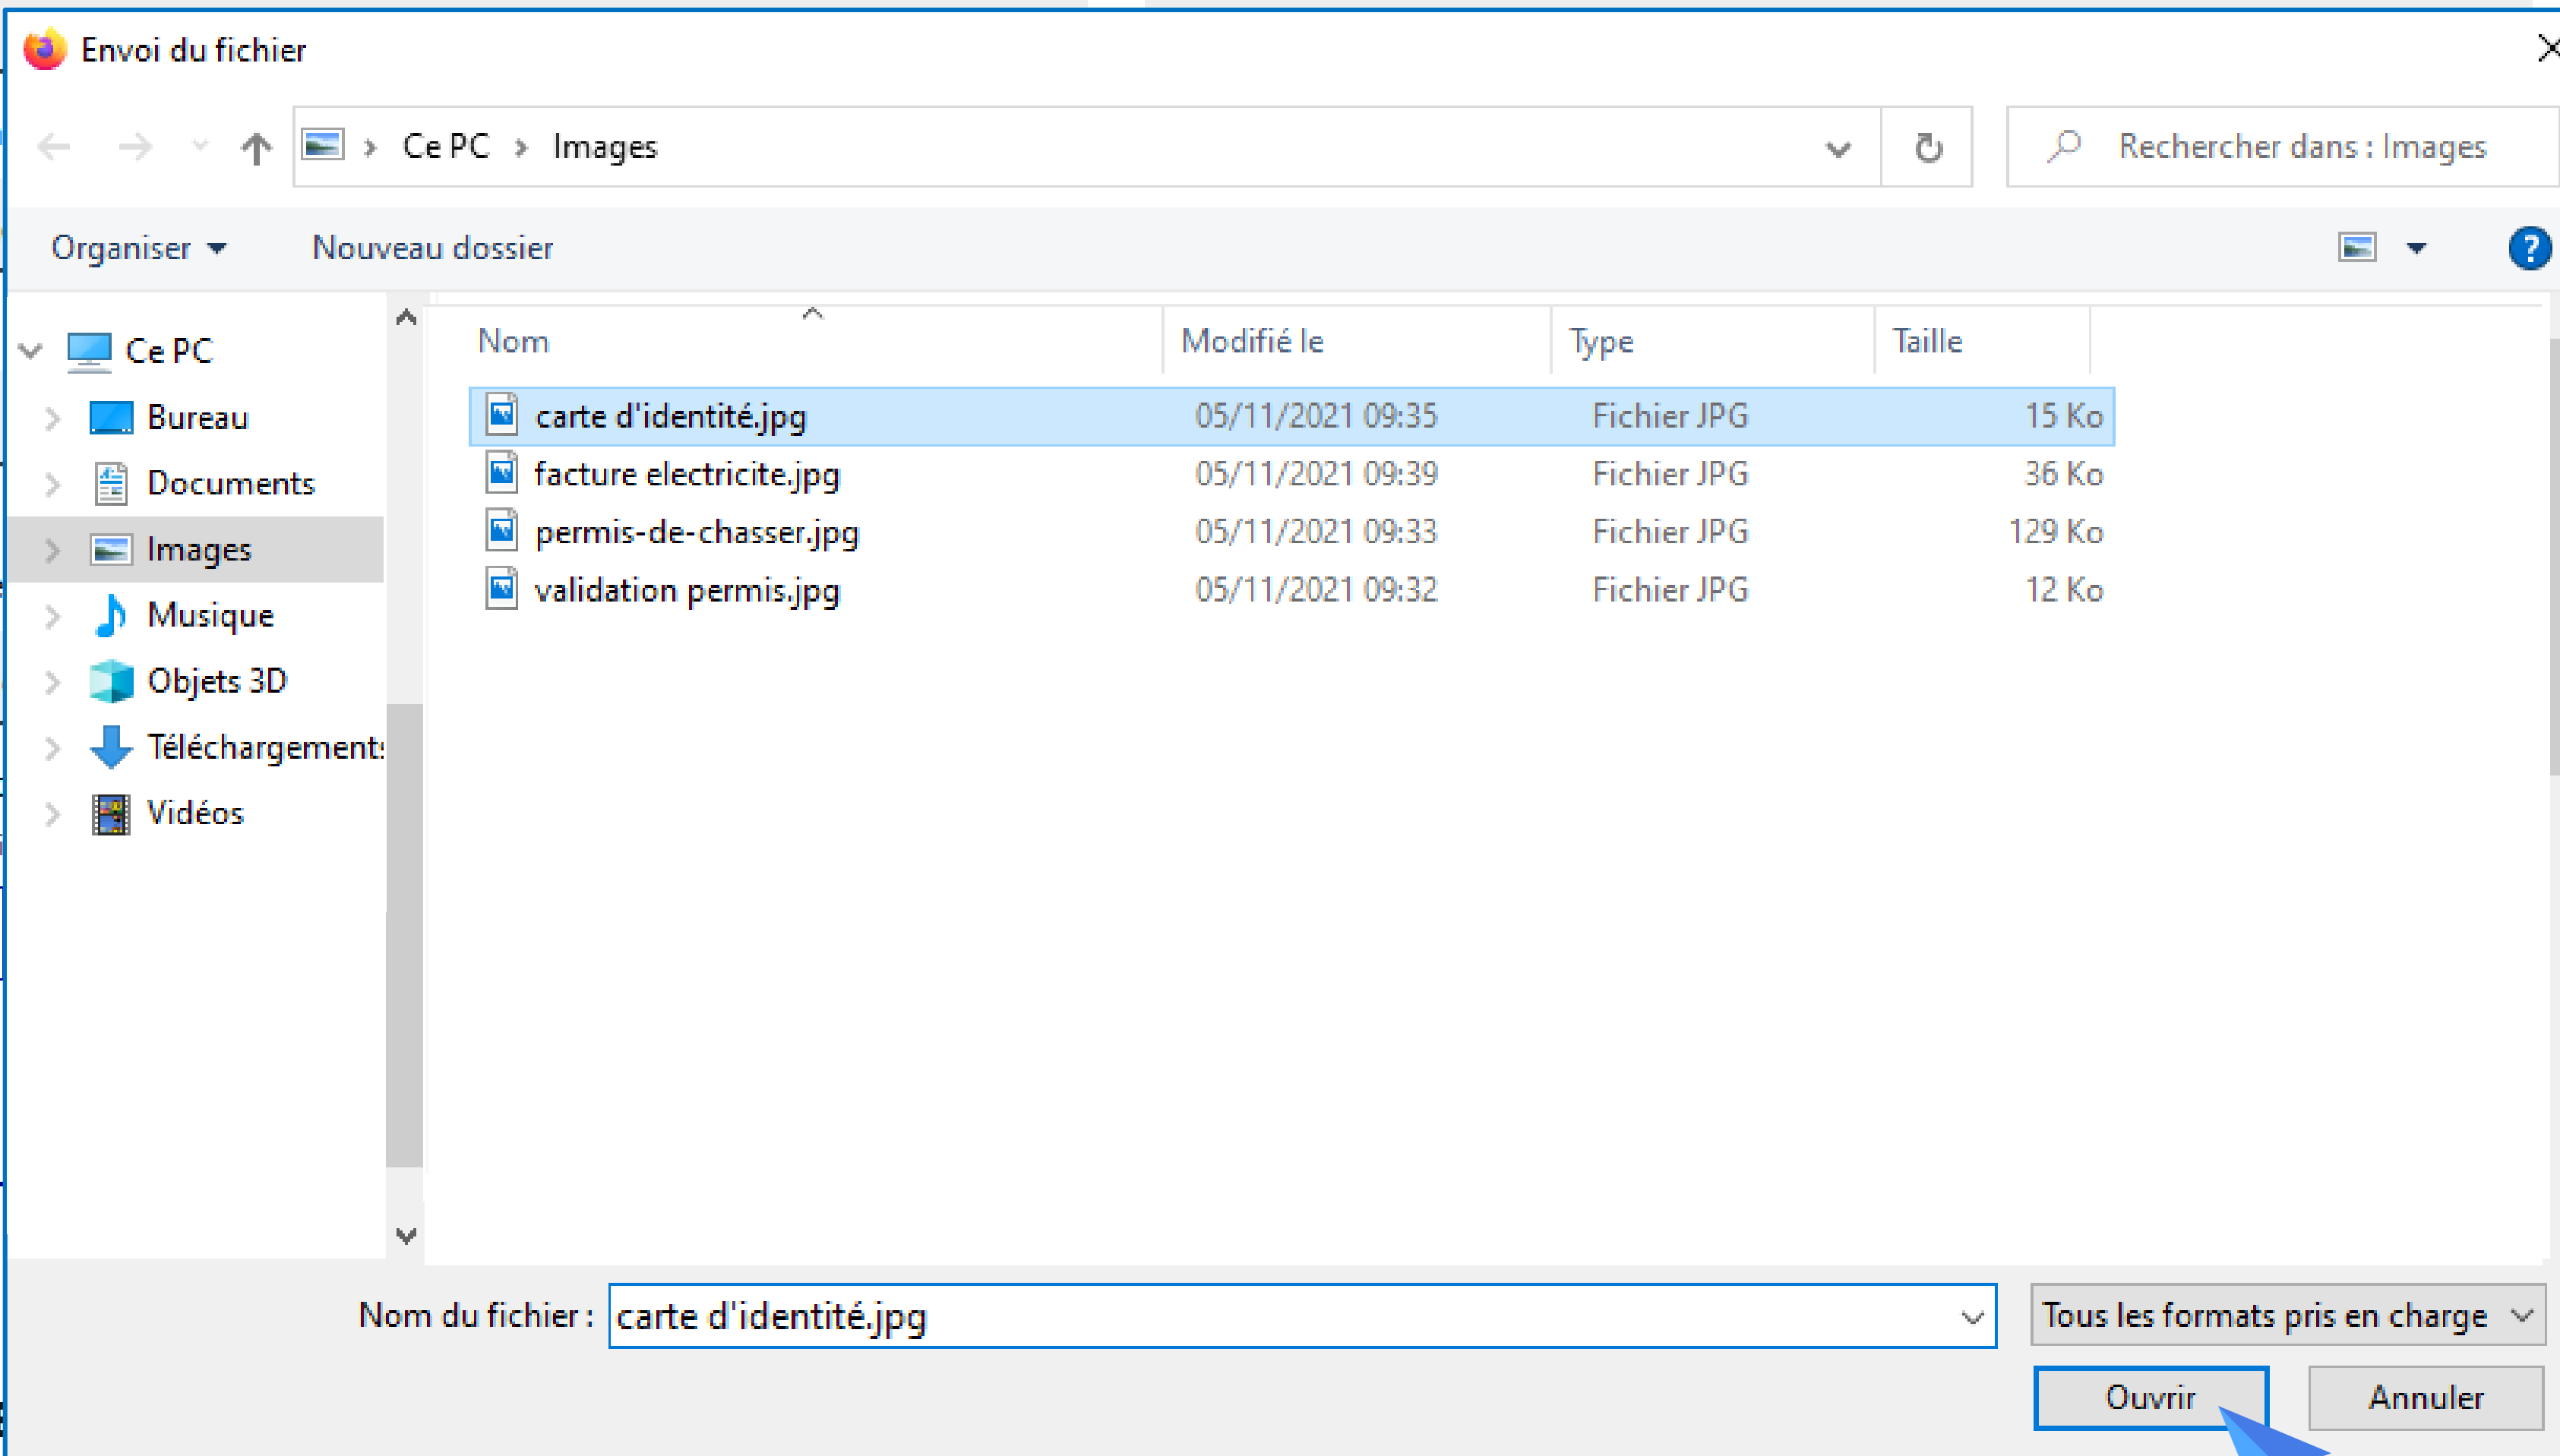 Envoi du fichier
Ce PC › Images
Rechercher dans : Images
Organiser
Nouveau dossier
Nom Modifié le Type Taille
Ce PC
Bureau
Documents
Images
Musique
Objets 3D
Téléchargements
Vidéos
carte d'identité.jpg 05/11/2021 09:35 Fichier JPG 15 Ko
facture electricite.jpg 05/11/2021 09:39 Fichier JPG 36 Ko
permis-de-chasser.jpg 05/11/2021 09:33 Fichier JPG 129 Ko
validation permis.jpg 05/11/2021 09:32 Fichier JPG 12 Ko
Nom du fichier : carte d'identité.jpg
Tous les formats pris en charge
Ouvrir
Annuler